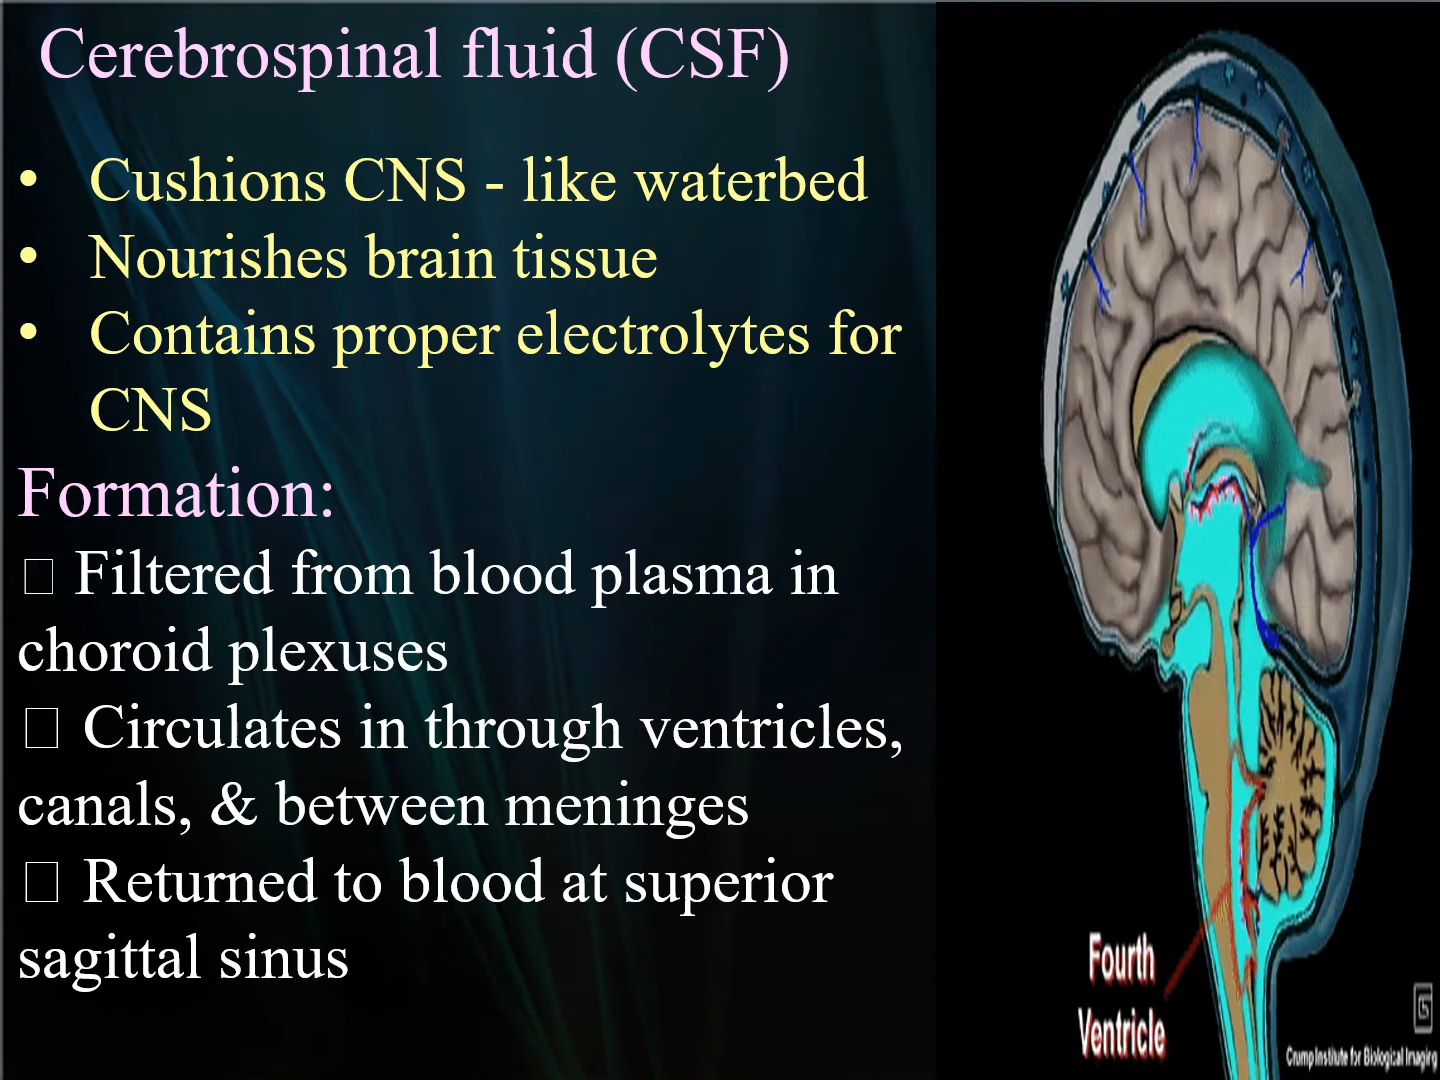 Cerebrospinal fluid (CSF)
• Cushions CNS - like waterbed
• Nourishes brain tissue
• Contains proper electrolytes for
CNS
Formation:
□ Filtered from blood plasma in
choroid plexuses
□ Circulates in through ventricles,
canals, & between meninges
□ Returned to blood at superior
sagittal sinus
Fourth
Ventricle
Crump Institute for Biological Imaging